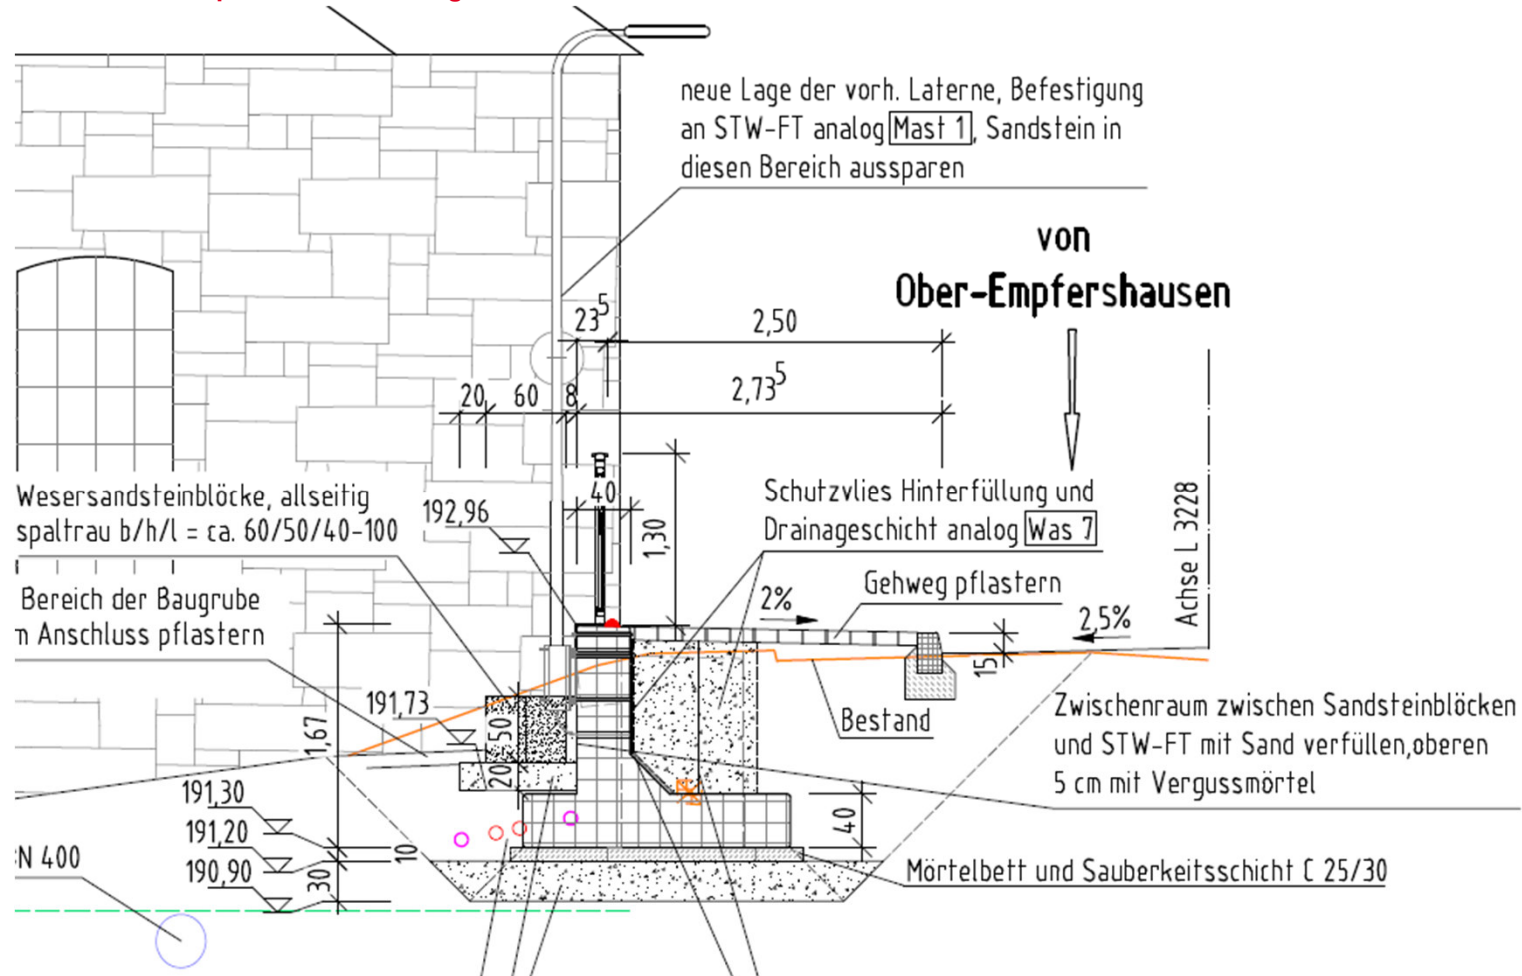 neue Lage der vorh. Laterne, Befestigung
an STW-FT analog Mast 1, Sandstein in
diesen Bereich aussparen
von
Ober-Empfershausen
23⁵
2,50
20
60
8
2,73⁵
Wesersandsteinblöcke, allseitig
spaltrau b/h/l = ca. 60/50/40-100
192,96
40
1,30
Schutzvlies Hinterfüllung und
Drainageschicht analog Was 7
Achse L 3228
Bereich der Baugrube
Anschluss pflastern
Gehweg pflastern
2%
2,5%
15
191,73
1,67
50
20
Bestand
Zwischenraum zwischen Sandsteinblöcken
und STW-FT mit Sand verfüllen,oberen
5 cm mit Vergussmörtel
191,30
191,20
190,90
10
30
40
N 400
Mörtelbett und Sauberkeitsschicht C 25/30